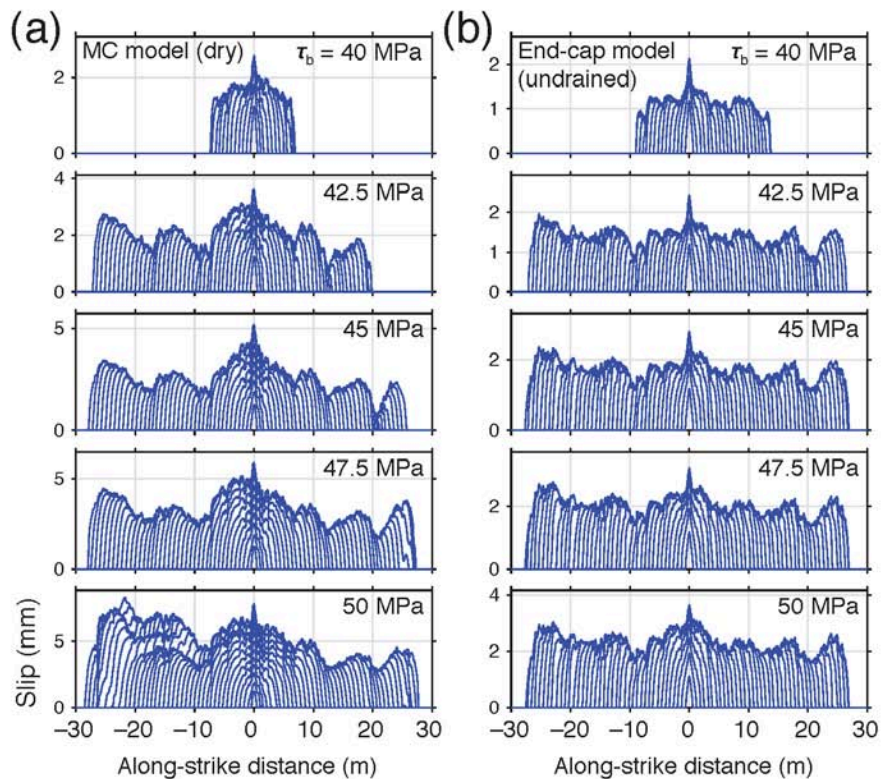 (a)
MC model (dry) τb = 40 MPa
2
0
4
42.5 MPa
2
0
5
45 MPa
0
5
47.5 MPa
0
50 MPa
5
0
Slip (mm)
−30 −20 −10 0 10 20 30
Along-strike distance (m)
(b)
End-cap model τb = 40 MPa
(undrained)
2
1
0
42.5 MPa
2
1
0
45 MPa
2
0
47.5 MPa
2
0
4
50 MPa
2
0
−30 −20 −10 0 10 20 30
Along-strike distance (m)